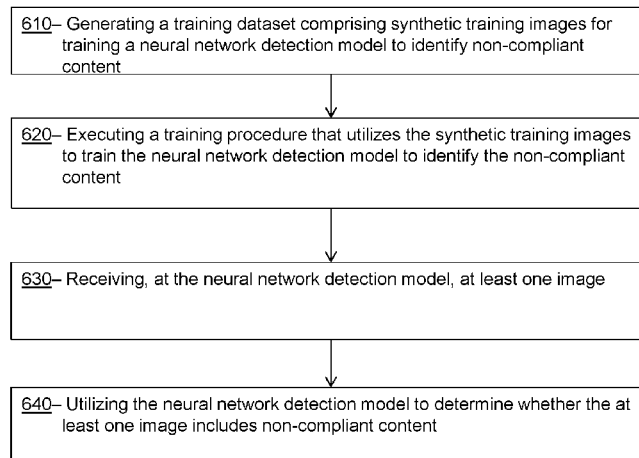 610– Generating a training dataset comprising synthetic training images for
training a neural network detection model to identify non-compliant
content
620– Executing a training procedure that utilizes the synthetic training images
to train the neural network detection model to identify the non-compliant
content
630– Receiving, at the neural network detection model, at least one image
640– Utilizing the neural network detection model to determine whether the at
least one image includes non-compliant content